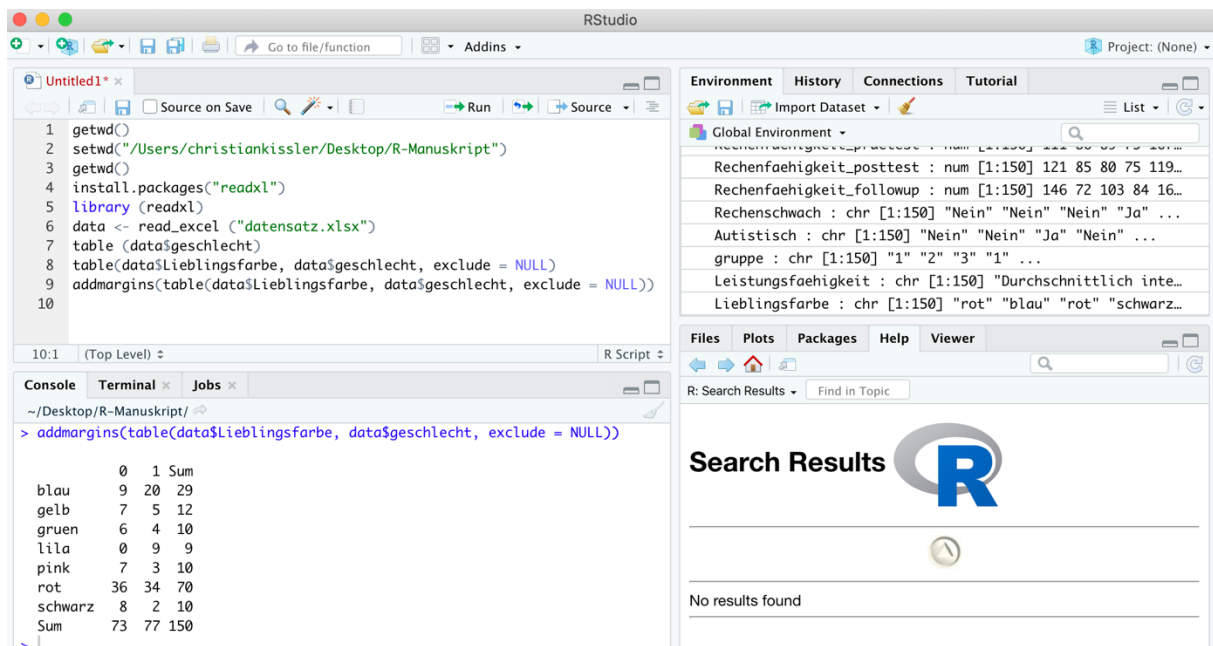 RStudio
Go to file/function
Addins
Project: (None)
Untitled1*
Source on Save
Run
Source
1 getwd()
2 setwd("/Users/christiankissler/Desktop/R-Manuskript")
3 getwd()
4 install.packages("readxl")
5 library (readxl)
6 data <- read_excel ("datensatz.xlsx")
7 table (data$geschlecht)
8 table(data$Lieblingsfarbe, data$geschlecht, exclude = NULL)
9 addmargins(table(data$Lieblingsfarbe, data$geschlecht, exclude = NULL))
10
10:1 (Top Level) R Script
Console Terminal Jobs
~/Desktop/R-Manuskript/
> addmargins(table(data$Lieblingsfarbe, data$geschlecht, exclude = NULL))
0 1 Sum
blau 9 20 29
gelb 7 5 12
gruen 6 4 10
lila 0 9 9
pink 7 3 10
rot 36 34 70
schwarz 8 2 10
Sum 73 77 150
>
Environment History Connections Tutorial
Import Dataset
List
Global Environment
Rechenfaehigkeit_posttest : num [1:150] 121 85 80 75 119…
Rechenfaehigkeit_followup : num [1:150] 146 72 103 84 16…
Rechenschwach : chr [1:150] "Nein" "Nein" "Nein" "Ja" ...
Autistisch : chr [1:150] "Nein" "Nein" "Ja" "Nein" ...
gruppe : chr [1:150] "1" "2" "3" "1" ...
Leistungsfaehigkeit : chr [1:150] "Durchschnittlich inte…
Lieblingsfarbe : chr [1:150] "rot" "blau" "rot" "schwarz…
Files Plots Packages Help Viewer
R: Search Results
Find in Topic
Search Results
R
No results found